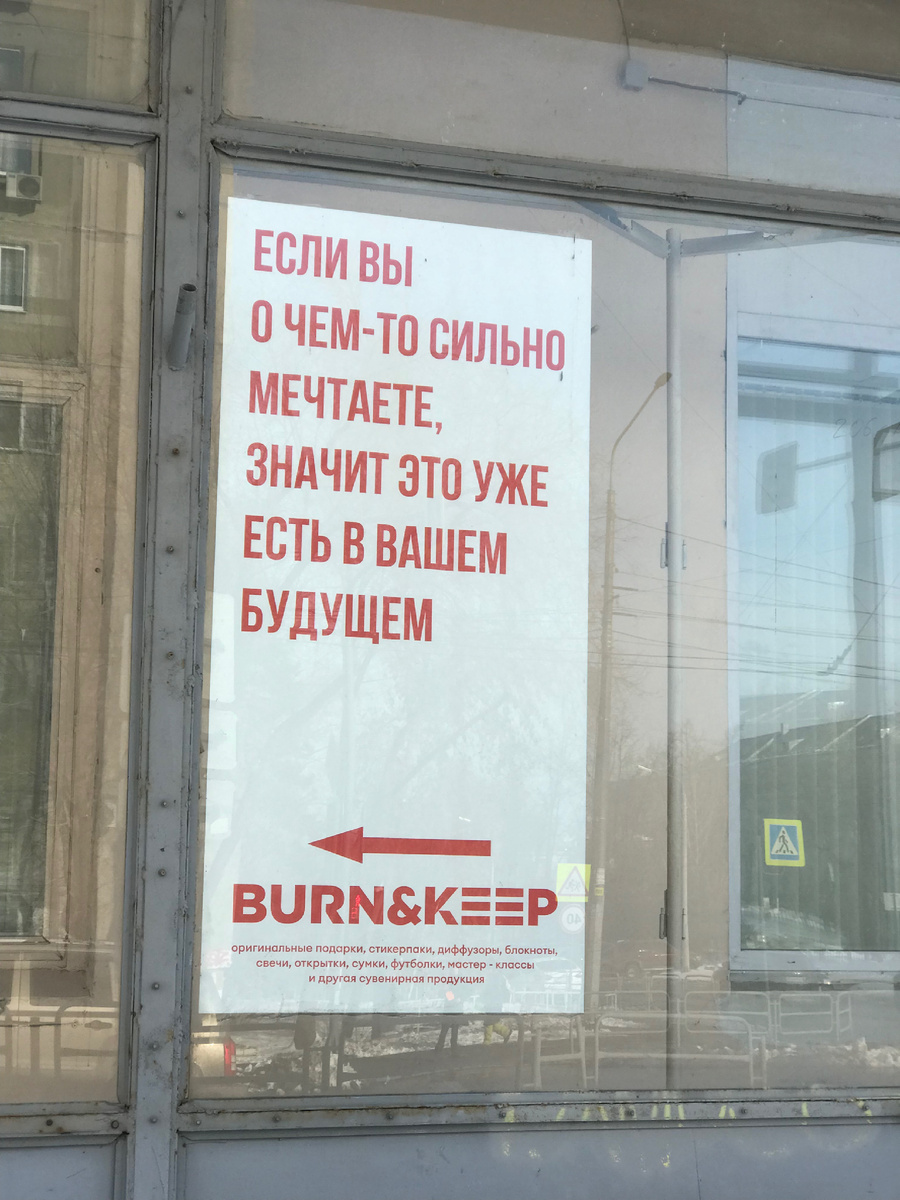 ЕСЛИ ВЫ
О ЧЕМ-ТО СИЛЬНО
МЕЧТАЕТЕ,
ЗНАЧИТ ЭТО УЖЕ
ЕСТЬ В ВАШЕМ
БУДУЩЕМ
BURN&KEEP
оригинальные подарки, стикерпаки, диффузоры, блокноты,
свечи, открытки, сумки, футболки, мастер - классы
и другая сувенирная продукция
40